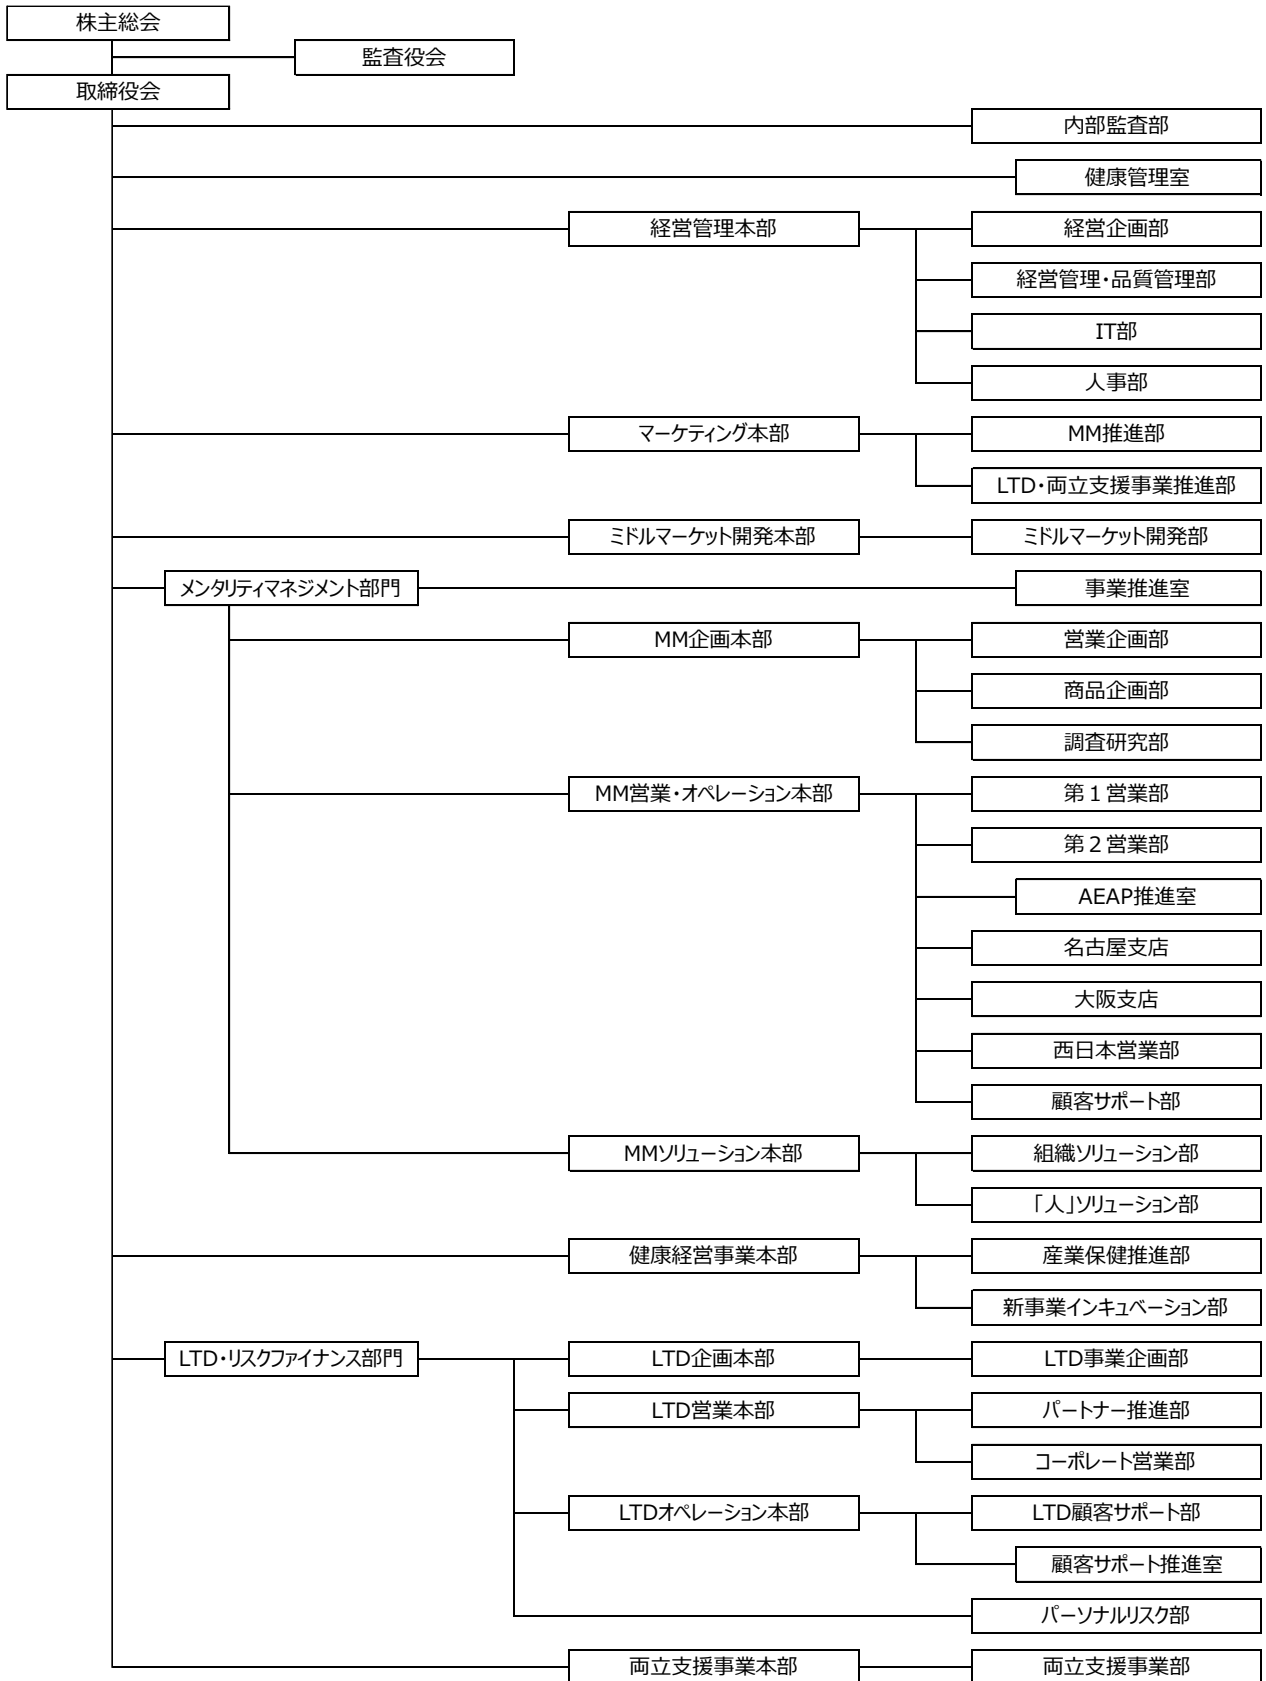 株主総会
監査役会
取締役会
内部監査部
健康管理室
経営管理本部
経営企画部
経営管理・品質管理部
IT部
人事部
マーケティング本部
MM推進部
LTD・両立支援事業推進部
ミドルマーケット開発本部
ミドルマーケット開発部
メンタリティマネジメント部門
事業推進室
MM企画本部
営業企画部
商品企画部
調査研究部
MM営業・オペレーション本部
第1営業部
第2営業部
AEAP推進室
名古屋支店
大阪支店
西日本営業部
顧客サポート部
MMソリューション本部
組織ソリューション部
「人」ソリューション部
健康経営事業本部
産業保健推進部
新事業インキュベーション部
LTD・リスクファイナンス部門
LTD企画本部
LTD事業企画部
LTD営業本部
パートナー推進部
コーポレート営業部
LTDオペレーション本部
LTD顧客サポート部
顧客サポート推進室
パーソナルリスク部
両立支援事業本部
両立支援事業部